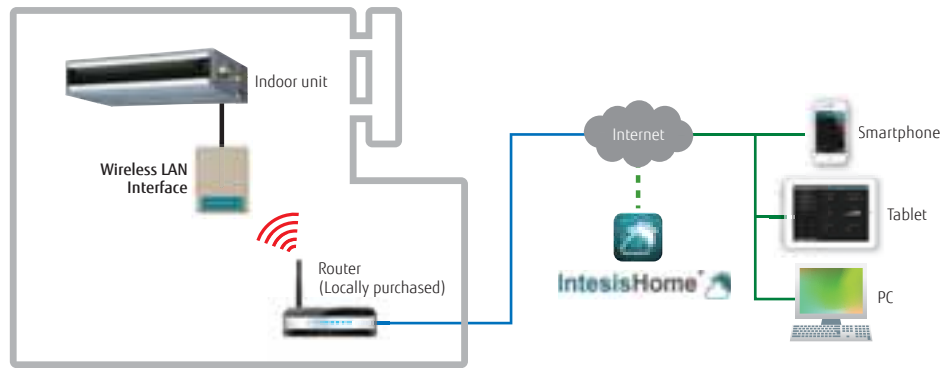 Indoor unit
Wireless LAN
Interface
Router
(Locally purchased)
Internet
IntesisHome
Smartphone
Tablet
PC